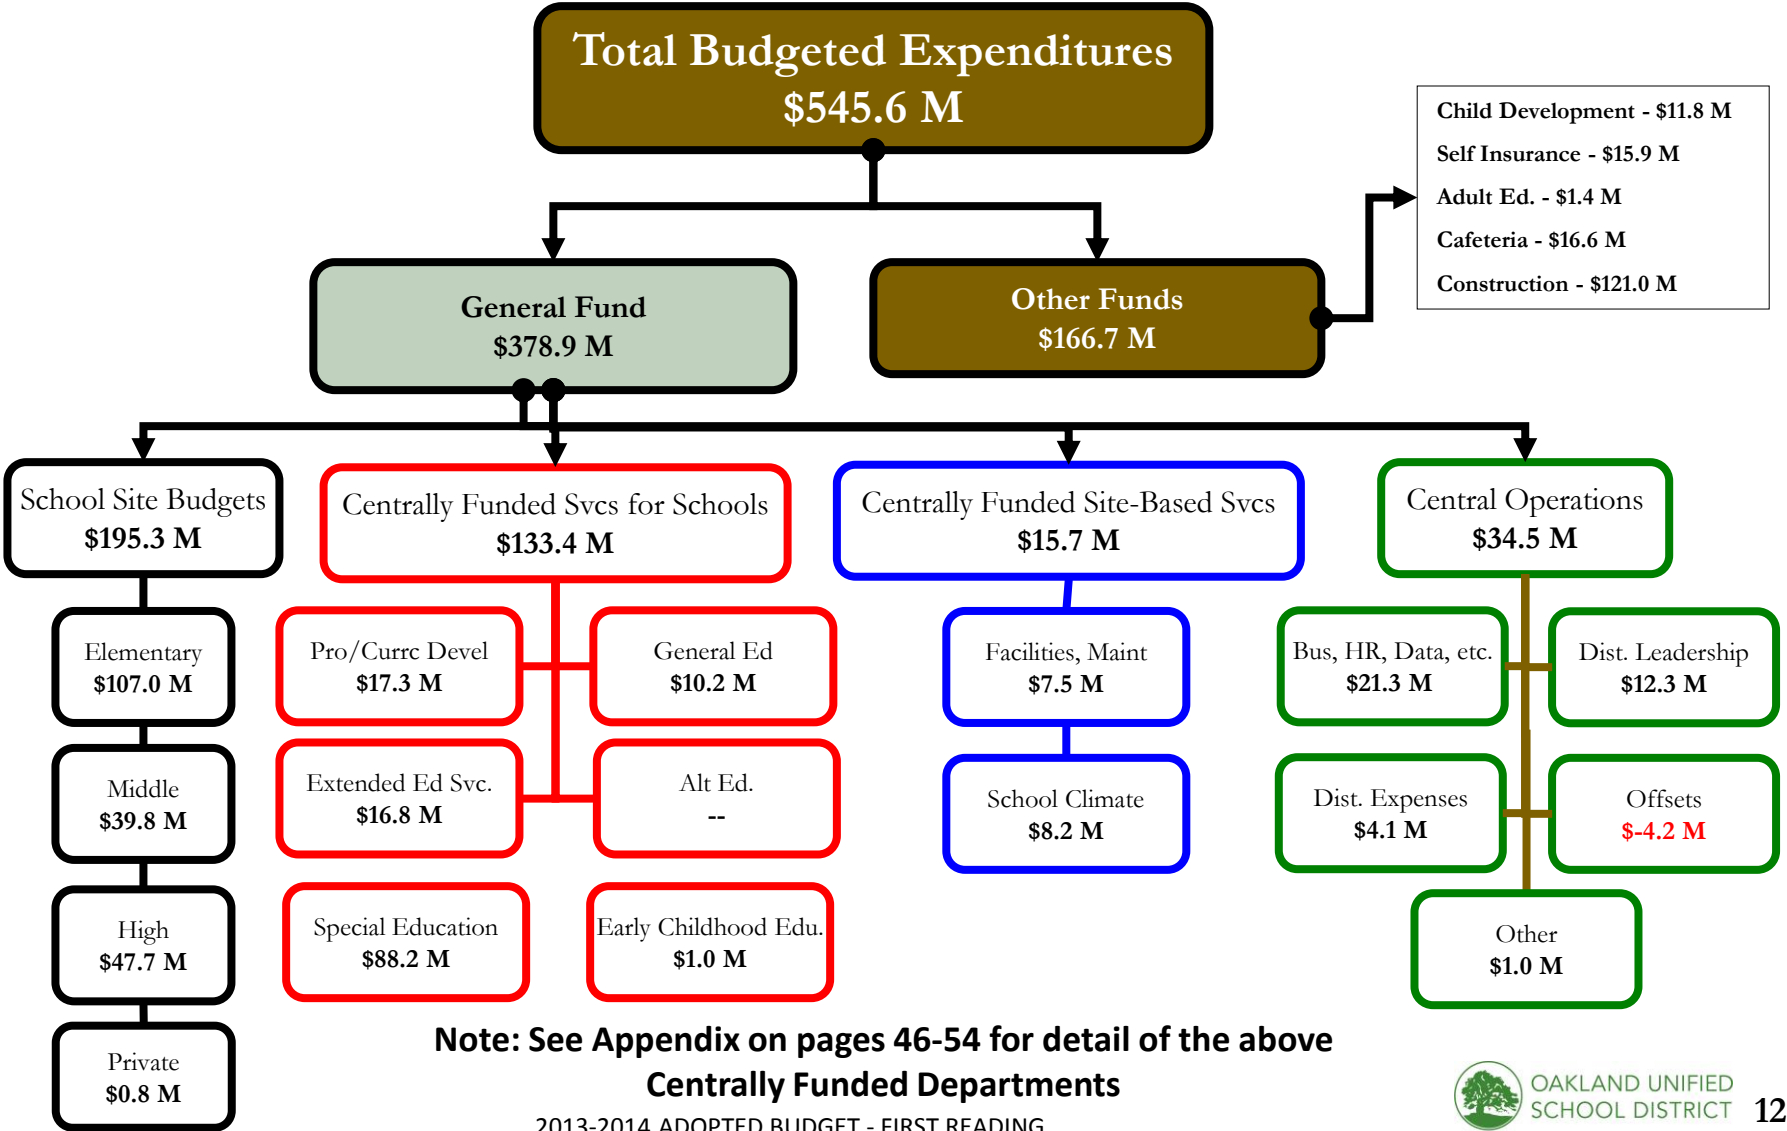 Total Budgeted Expenditures
$545.6 M
Child Development - $11.8 M
Self Insurance - $15.9 M
Adult Ed. - $1.4 M
Cafeteria - $16.6 M
Construction - $121.0 M
General Fund
$378.9 M
Other Funds
$166.7 M
School Site Budgets
$195.3 M
Centrally Funded Svcs for Schools
$133.4 M
Centrally Funded Site-Based Svcs
$15.7 M
Central Operations
$34.5 M
Elementary
$107.0 M
Middle
$39.8 M
High
$47.7 M
Private
$0.8 M
Pro/Currc Devel
$17.3 M
General Ed
$10.2 M
Extended Ed Svc.
$16.8 M
Alt Ed.
--
Special Education
$88.2 M
Early Childhood Edu.
$1.0 M
Facilities, Maint
$7.5 M
School Climate
$8.2 M
Bus, HR, Data, etc.
$21.3 M
Dist. Leadership
$12.3 M
Dist. Expenses
$4.1 M
Offsets
$-4.2 M
Other
$1.0 M
Note: See Appendix on pages 46-54 for detail of the above
Centrally Funded Departments
2013-2014 ADOPTED BUDGET - FIRST READING
OAKLAND UNIFIED
SCHOOL DISTRICT
12